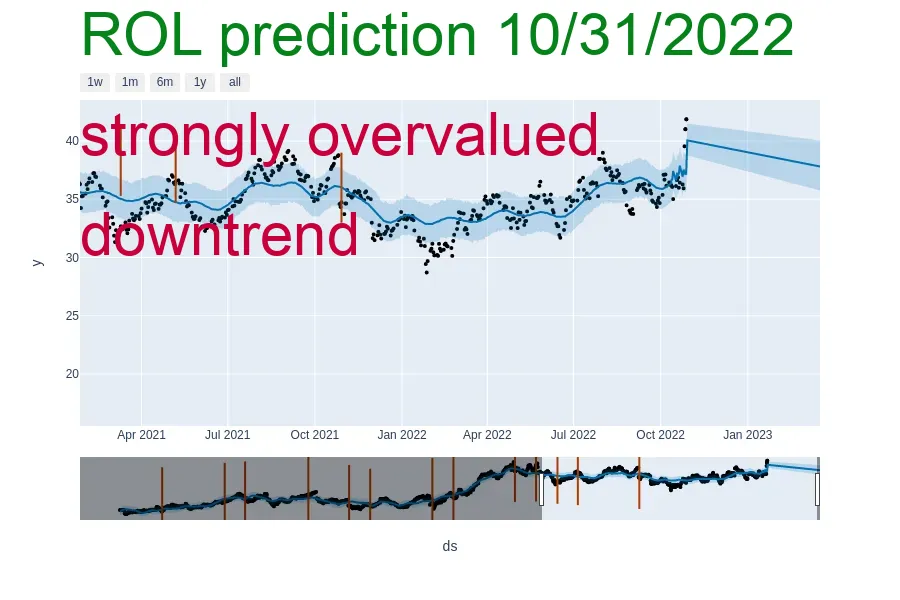 ROL prediction 10/31/2022
1w 1m 6m 1y all
strongly overvalued
downtrend
40
35
30
25
20
y
Apr 2021 Jul 2021 Oct 2021 Jan 2022 Apr 2022 Jul 2022 Oct 2022 Jan 2023
ds